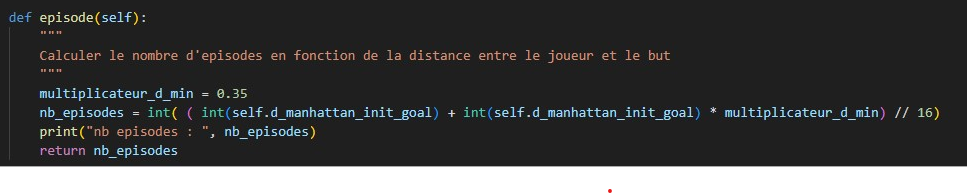 def episode(self):
    """
    Calculer le nombre d'episodes en fonction de la distance entre le joueur et le but
    """
    multiplicateur_d_min = 0.35
    nb_episodes = int( ( int(self.d_manhattan_init_goal) + int(self.d_manhattan_init_goal) * multiplicateur_d_min) // 16)
    print("nb episodes : ", nb_episodes)
    return nb_episodes